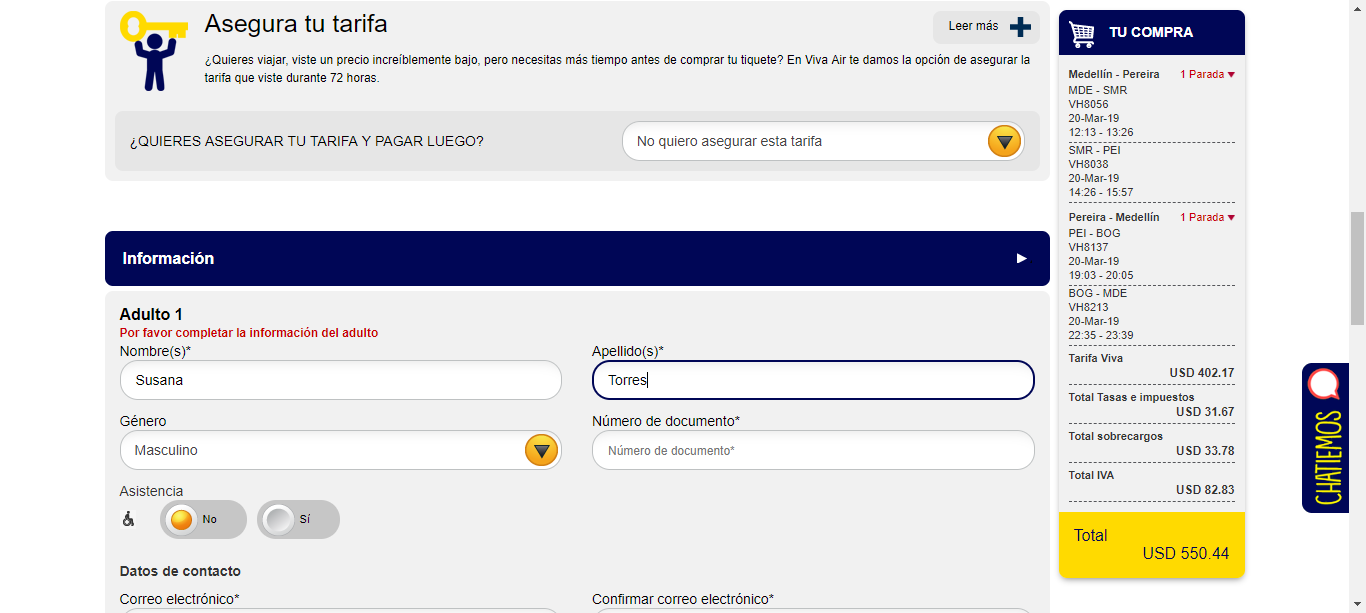 Asegura tu tarifa
Leer más
¿Quieres viajar, viste un precio increíblemente bajo, pero necesitas más tiempo antes de comprar tu tiquete? En Viva Air te damos la opción de asegurar la
tarifa que viste durante 72 horas.
¿QUIERES ASEGURAR TU TARIFA Y PAGAR LUEGO?
No quiero asegurar esta tarifa
Información
Adulto 1
Por favor completar la información del adulto
Nombre(s)*
Apellido(s)*
Susana
Torres
Género
Número de documento*
Masculino
Número de documento*
Asistencia
No
Sí
Datos de contacto
Correo electrónico*
Confirmar correo electrónico*
TU COMPRA
Medellín - Pereira 1 Parada
MDE - SMR
VH8056
20-Mar-19
12:13 - 13:26
SMR - PEI
VH8038
20-Mar-19
14:26 - 15:57
Pereira - Medellín 1 Parada
PEI - BOG
VH8137
20-Mar-19
19:03 - 20:05
BOG - MDE
VH8213
20-Mar-19
22:35 - 23:39
Tarifa Viva
USD 402.17
Total Tasas e impuestos
USD 31.67
Total sobrecargos
USD 33.78
Total IVA
USD 82.83
Total
USD 550.44
CHATIEMOS